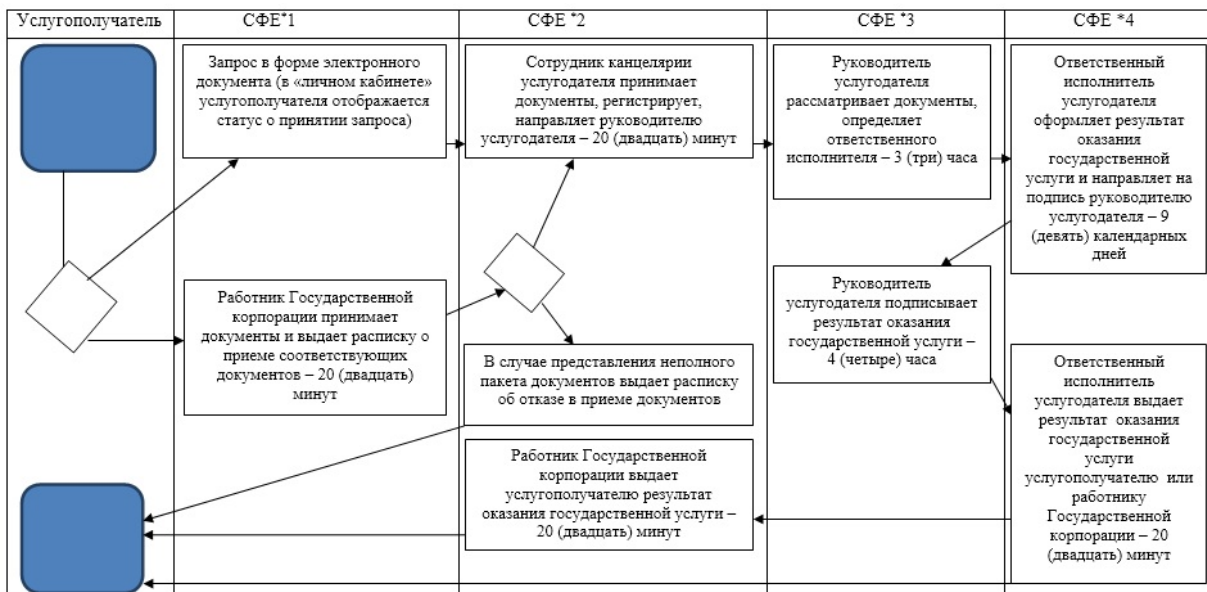 Услугополучатель
СФЕ*1
СФЕ *2
СФЕ *3
СФЕ *4
Запрос в форме электронного
документа (в «личном кабинете»
услугополучателя отображается
статус о принятии запроса)
Сотрудник канцелярии
услугодателя принимает
документы, регистрирует,
направляет руководителю
услугодателя – 20 (двадцать) минут
Руководитель
услугодателя
рассматривает документы,
определяет
ответственного
исполнителя – 3 (три) часа
Ответственный
исполнитель
услугодателя
оформляет результат
оказания
государственной
услуги и направляет на
подпись руководителю
услугодателя – 9
(девять) календарных
дней
Работник Государственной
корпорации принимает
документы и выдает расписку о
приеме соответствующих
документов – 20 (двадцать)
минут
Руководитель
услугодателя подписывает
результат оказания
государственной услуги –
4 (четыре) часа
В случае представления неполного
пакета документов выдает расписку
об отказе в приеме документов
Ответственный
исполнитель
услугодателя выдает
результат оказания
государственной
услуги
услугополучателю или
работнику
Государственной
корпорации – 20
(двадцать) минут
Работник Государственной
корпорации выдает
услугополучателю результат
оказания государственной услуги –
20 (двадцать) минут